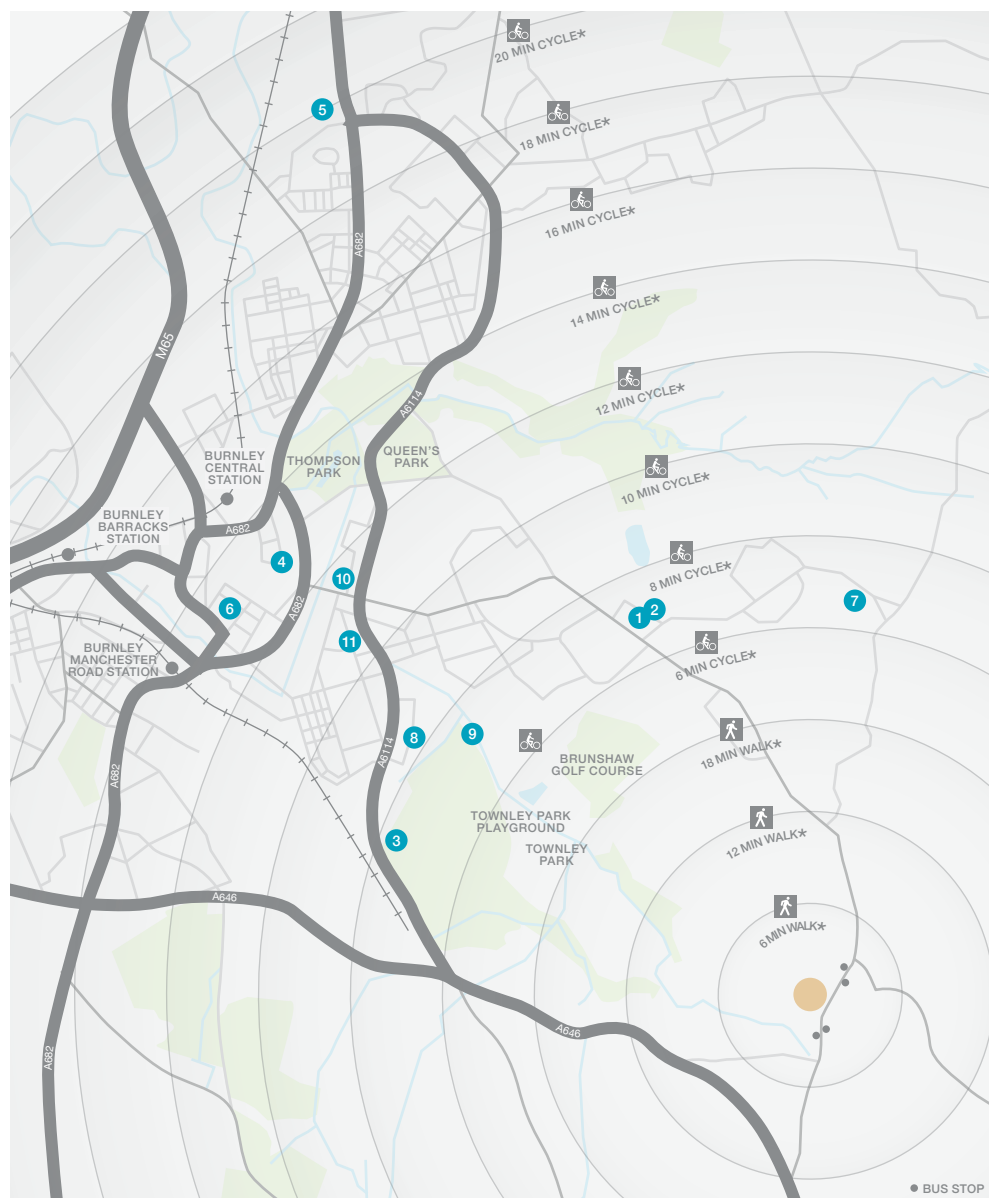 20 MIN CYCLE*
5
18 MIN CYCLE*
16 MIN CYCLE*
A682
14 MIN CYCLE*
M65
12 MIN CYCLE*
A6114
BURNLEY
CENTRAL
STATION
THOMPSON
PARK
QUEEN'S
PARK
10 MIN CYCLE*
BURNLEY
BARRACKS
STATION
A682
4
8 MIN CYCLE*
10
6
A682
1
2
7
11
BURNLEY
MANCHESTER
ROAD STATION
6 MIN CYCLE*
8
9
A6114
18 MIN WALK*
BRUNSHAW
GOLF COURSE
A682
TOWNLEY PARK
PLAYGROUND
TOWNLEY
PARK
3
12 MIN WALK*
A646
6 MIN WALK*
A646
A682
BUS STOP